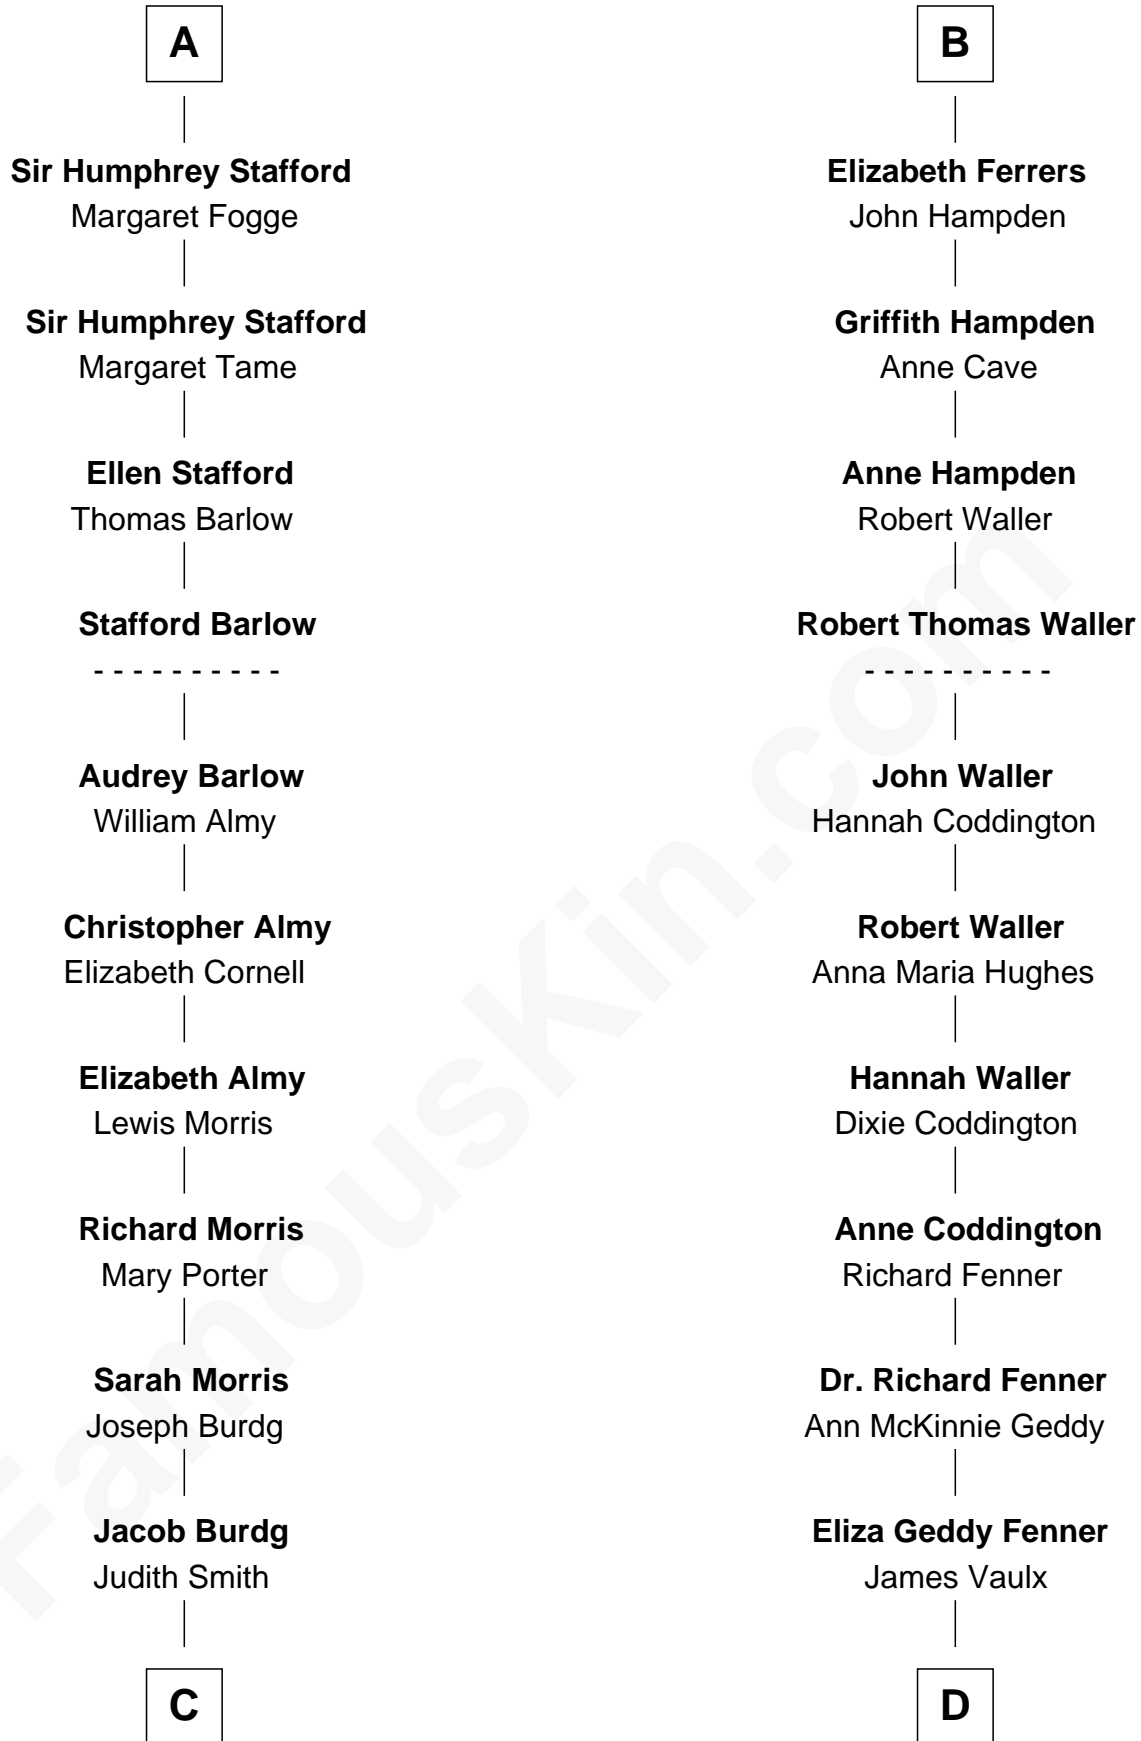 A
Sir Humphrey Stafford
Margaret Fogge
Sir Humphrey Stafford
Margaret Tame
Ellen Stafford
Thomas Barlow
Stafford Barlow
- - - - - - - - - -
Audrey Barlow
William Almy
Christopher Almy
Elizabeth Cornell
Elizabeth Almy
Lewis Morris
Richard Morris
Mary Porter
Sarah Morris
Joseph Burdg
Jacob Burdg
Judith Smith
C
B
Elizabeth Ferrers
John Hampden
Griffith Hampden
Anne Cave
Anne Hampden
Robert Waller
Robert Thomas Waller
- - - - - - - - - -
John Waller
Hannah Coddington
Robert Waller
Anna Maria Hughes
Hannah Waller
Dixie Coddington
Anne Coddington
Richard Fenner
Dr. Richard Fenner
Ann McKinnie Geddy
Eliza Geddy Fenner
James Vaulx
D
FamousKin.com